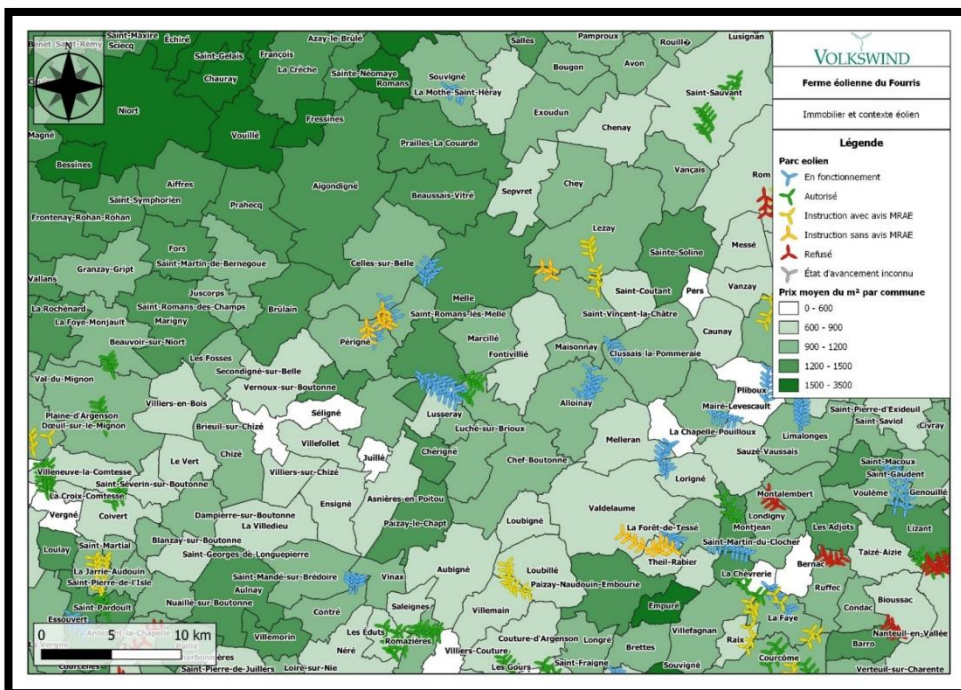 Saint-Maxire
Échiré
Azay-le-Brûlé
Salles
Pamproux
Rouill�
Lusignan
Benet
Saint-Rémy
Sciecq
Saint-Gelais
François
La Crèche
Sainte-Néomaye
Romans
Souvigné
Bougon
Avon
Chauray
La Mothe-Saint-Héray
Saint-Sauvant
Niort
Exoudun
Fressines
Magné
Vouillé
Chenay
Prailles-La Couarde
Bessines
Vançais
Rom
Aiffres
Aigondigné
Sepvret
Chey
Saint-Symphorien
Beaussais-Vitré
Frontenay-Rohan-Rohan
Prahecq
Lezay
Fors
Sainte-Soline
Messé
Granzay-Gript
Saint-Martin-de-Bernegoue
Celles-sur-Belle
Vallans
Melle
Saint-Coutant
Pers
Vanzay
Juscorps
La Rochénard
Saint-Romans-des-Champs
Brûlain
Saint-Romans-lès-Melle
Saint-Vincent-la-Châtre
La Foye-Monjault
Marigny
Caunay
Beauvoir-sur-Niort
Périgné
Marcillé
Maisonnay
Clussais-la-Pommeraie
Les Fosses
Fontivillié
Secondigné-sur-Belle
Val-du-Mignon
Vernoux-sur-Boutonne
Pliboux
Villiers-en-Bois
Alloinay
Mairé-Levescault
Saint-Pierre-d'Exideuil
Plaine-d'Argenson
Séligné
Lusseray
Saint-Saviol
Dœuil-sur-le-Mignon
Brieuil-sur-Chizé
Luché-sur-Brioux
La Chapelle-Pouilloux
Limalonges
Civray
Villefollet
Melleran
Chizé
Chérigné
Sauzé-Vaussais
Juillé
Chef-Boutonne
Le Vert
Saint-Macoux
Villeneuve-la-Comtesse
Villiers-sur-Chizé
Saint-Gaudent
Saint-Séverin-sur-Boutonne
Lorigné
La Croix-Comtesse
Asnières-en-Poitou
Montalembert
Voulême
Genouillé
Vergné
Coivert
Dampierre-sur-Boutonne
Ensigné
Valdelaume
Londigny
La Villedieu
Paizay-le-Chapt
Loubigné
La Forêt-de-Tessé
Montjean
Les Adjots
Lizant
Loulay
Saint-Martial
Blanzay-sur-Boutonne
Saint-Martin-du-Clocher
Saint-Georges-de-Longuepierre
Theil-Rabier
Taizé-Aizie
La Jarrie-Audouin
Aubigné
Loubillé
Bernac
Saint-Pierre-de-l'Isle
Saint-Mandé-sur-Brédoire
Vinax
Paizay-Naudouin-Embourie
La Chèvrerie
Ruffec
Aulnay
Bioussac
Saint-Pardoult
Nuaillé-sur-Boutonne
Contré
Saleignes
Villemain
Empuré
Condac
Essouvert
La Faye
Les Éduts
Villefagnan
Nanteuil-en-Vallée
Romazières
Couture-d'Argenson
Longré
Raix
Villemorin
Néré
Villiers-Couture
Brettes
Barro
La Vergne
Saint-Fraigne
Courcôme
Saint-Pierre-de-Juillers
Loiré-sur-Nie
Les Gours
Souvigné
Verteuil-sur-Charente
Courcelles
N
0 5 10 km
VOLKSWIND
Ferme éolienne du Fourris
Immobilier et contexte éolien
Légende
Parc eolien
En fonctionnement
Autorisé
Instruction avec avis MRAE
Instruction sans avis MRAE
Refusé
État d'avancement inconnu
Prix moyen du m² par commune
0 - 600
600 - 900
900 - 1200
1200 - 1500
1500 - 3500